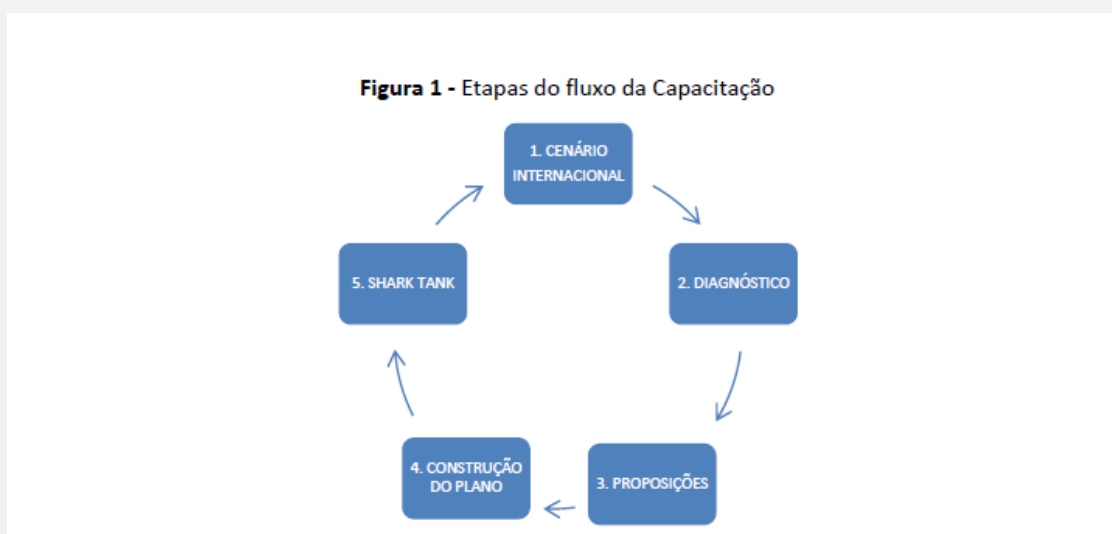 Figura 1 - Etapas do fluxo da Capacitação
1. CENÁRIO
INTERNACIONAL
2. DIAGNÓSTICO
3. PROPOSIÇÕES
4. CONSTRUÇÃO
DO PLANO
5. SHARK TANK